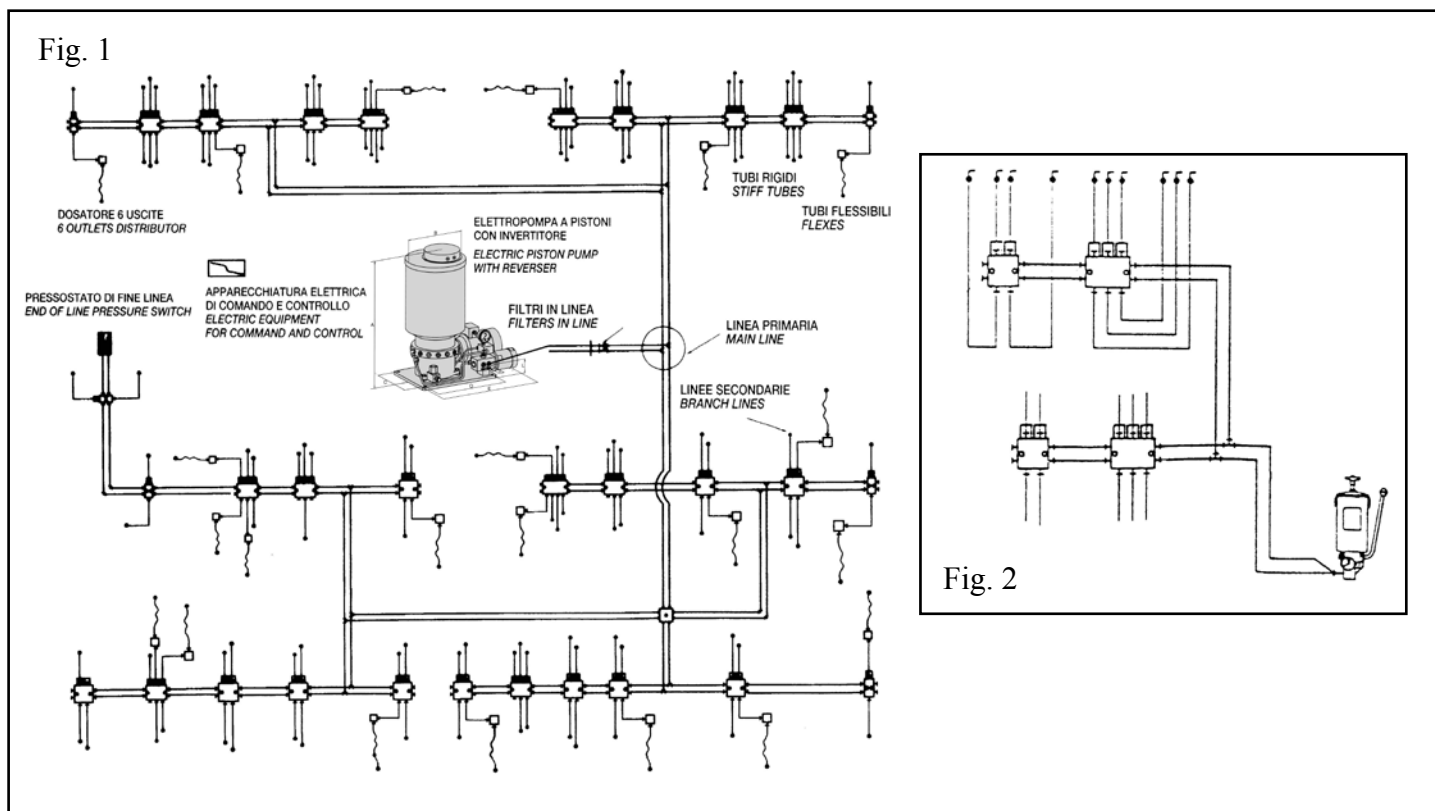 Fig. 1
TUBI RIGIDI
STIFF TUBES
DOSATORE 6 USCITE
6 OUTLETS DISTRIBUTOR
TUBI FLESSIBILI
FLEXES
ELETTROPOMPA A PISTONI
CON INVERTITORE
ELECTRIC PISTON PUMP
WITH REVERSER
PRESSOSTATO DI FINE LINEA
END OF LINE PRESSURE SWITCH
APPARECCHIATURA ELETTRICA
DI COMANDO E CONTROLLO
ELECTRIC EQUIPMENT
FOR COMMAND AND CONTROL
FILTRI IN LINEA
FILTERS IN LINE
LINEA PRIMARIA
MAIN LINE
LINEE SECONDARIE
BRANCH LINES
Fig. 2